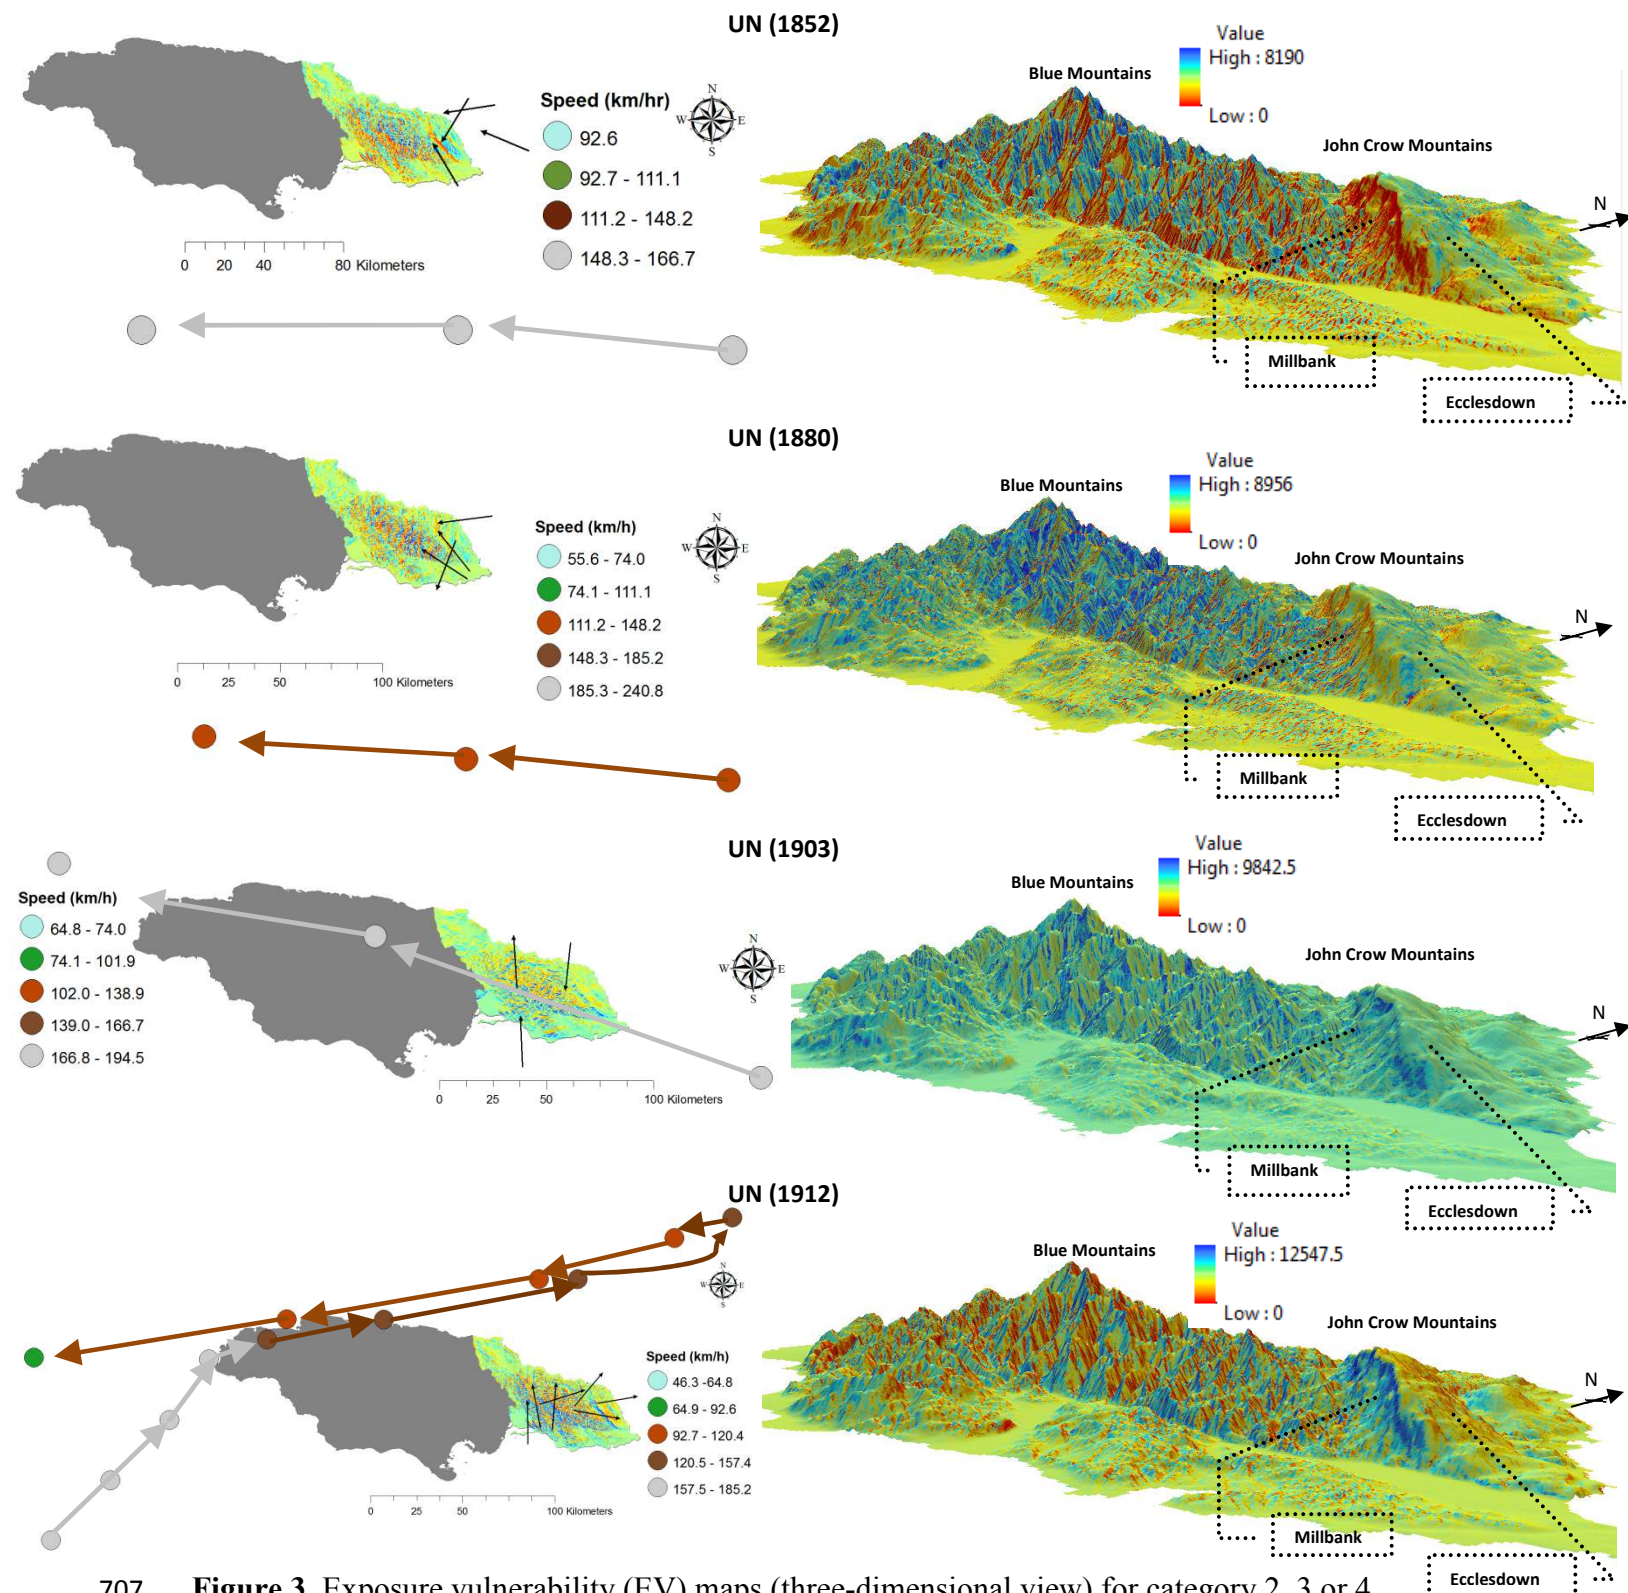 UN (1852)
Speed (km/hr)
92.6
92.7 - 111.1
111.2 - 148.2
148.3 - 166.7
N
W E
S
0 20 40 80 Kilometers
Value
High : 8190
Low : 0
Blue Mountains
John Crow Mountains
N
Millbank
Ecclesdown
UN (1880)
Speed (km/h)
55.6 - 74.0
74.1 - 111.1
111.2 - 148.2
148.3 - 185.2
185.3 - 240.8
N
W E
S
0 25 50 100 Kilometers
Value
High : 8956
Low : 0
Blue Mountains
John Crow Mountains
N
Millbank
Ecclesdown
UN (1903)
Speed (km/h)
64.8 - 74.0
74.1 - 101.9
102.0 - 138.9
139.0 - 166.7
166.8 - 194.5
N
W E
S
0 25 50 100 Kilometers
Value
High : 9842.5
Low : 0
Blue Mountains
John Crow Mountains
N
Millbank
Ecclesdown
UN (1912)
N
W E
S
Speed (km/h)
46.3 -64.8
64.9 - 92.6
92.7 - 120.4
120.5 - 157.4
157.5 - 185.2
0 25 50 100 Kilometers
Value
High : 12547.5
Low : 0
Blue Mountains
John Crow Mountains
N
Millbank
Ecclesdown
707 Figure 3. Exposure vulnerability (EV) maps (three-dimensional view) for category 2, 3 or 4